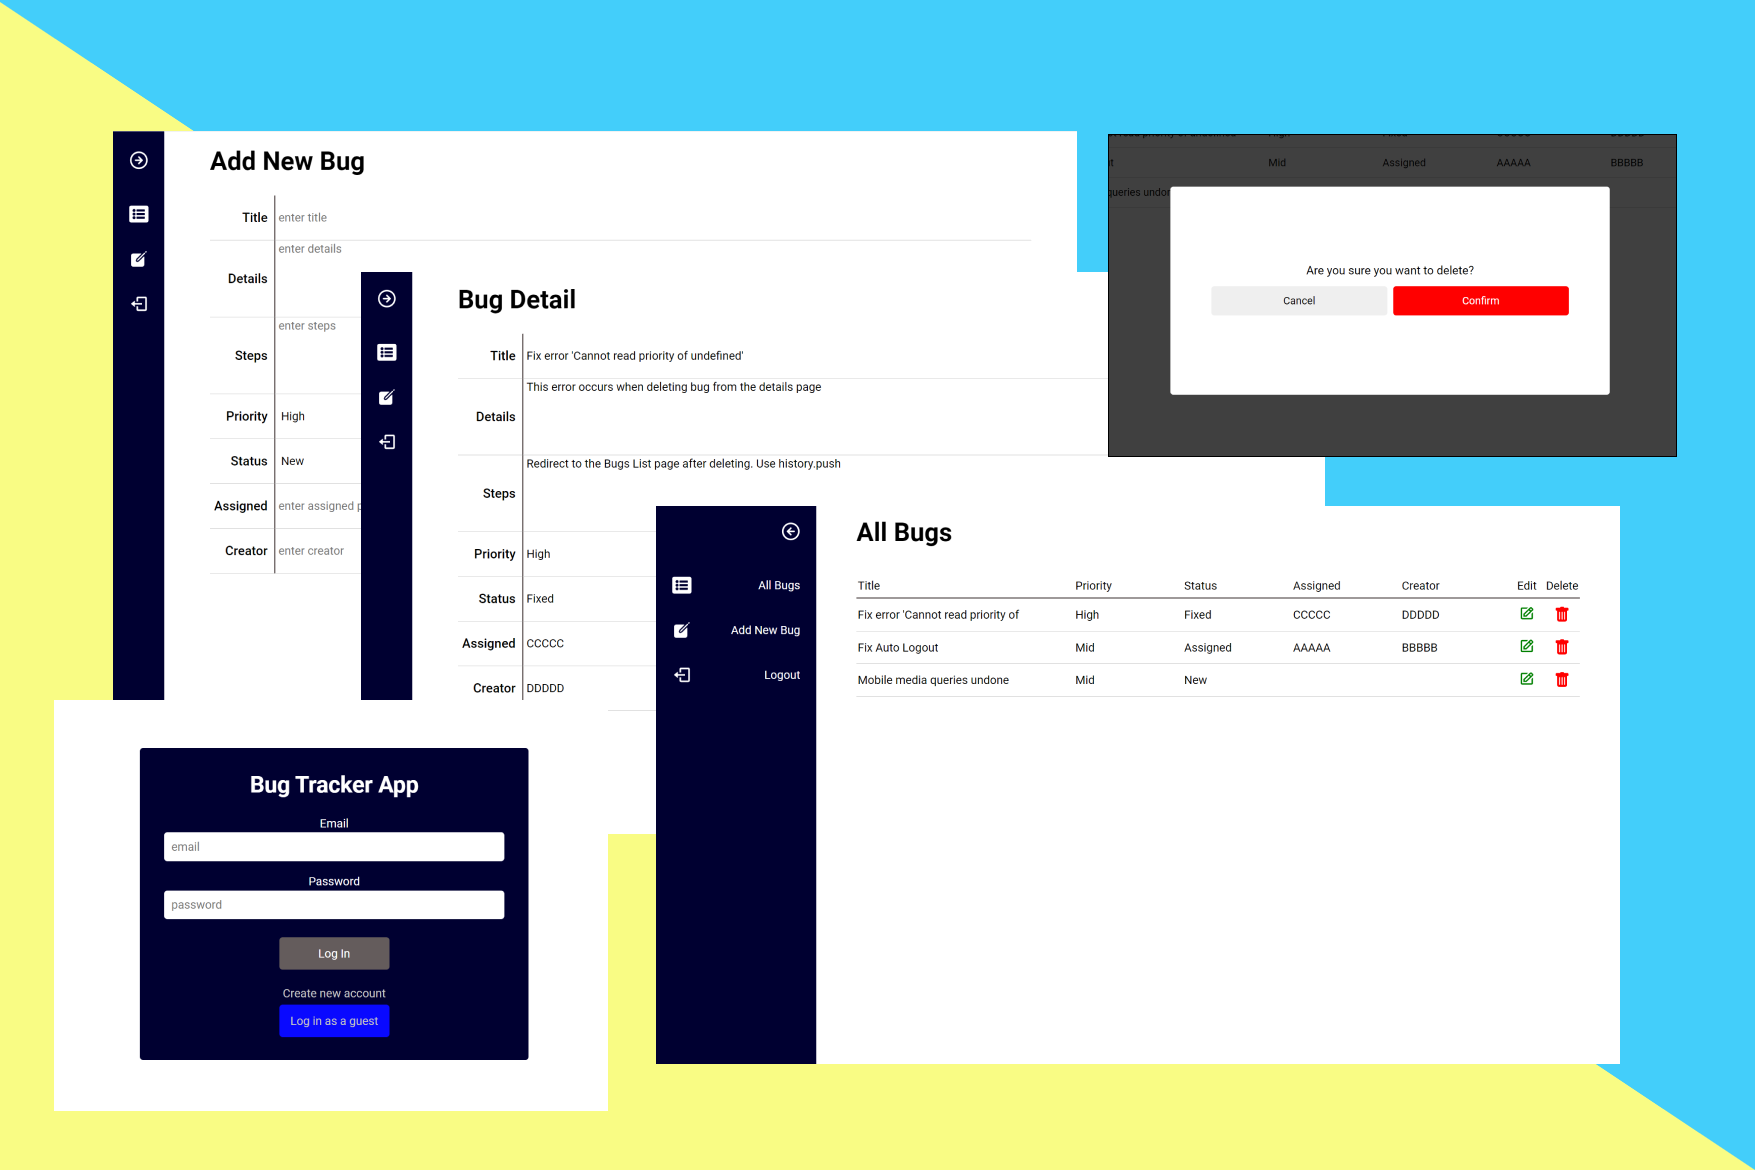 Add New Bug
Title enter title
enter details
Details
enter steps
Steps
Priority High
Status New
Assigned enter assigned
Creator enter creator
Bug Detail
Title Fix error 'Cannot read priority of undefined'
This error occurs when deleting bug from the details page
Details
Redirect to the Bugs List page after deleting. Use history.push
Steps
Priority High
Status Fixed
Assigned CCCCC
Creator DDDDD
Mid Assigned AAAAA BBBBB
queries
Are you sure you want to delete?
Cancel Confirm
All Bugs
Add New Bug
Logout
All Bugs
Title Priority Status Assigned Creator Edit Delete
Fix error 'Cannot read priority of High Fixed CCCCC DDDDD
Fix Auto Logout Mid Assigned AAAAA BBBBB
Mobile media queries undone Mid New
Bug Tracker App
Email
email
Password
password
Log In
Create new account
Log in as a guest